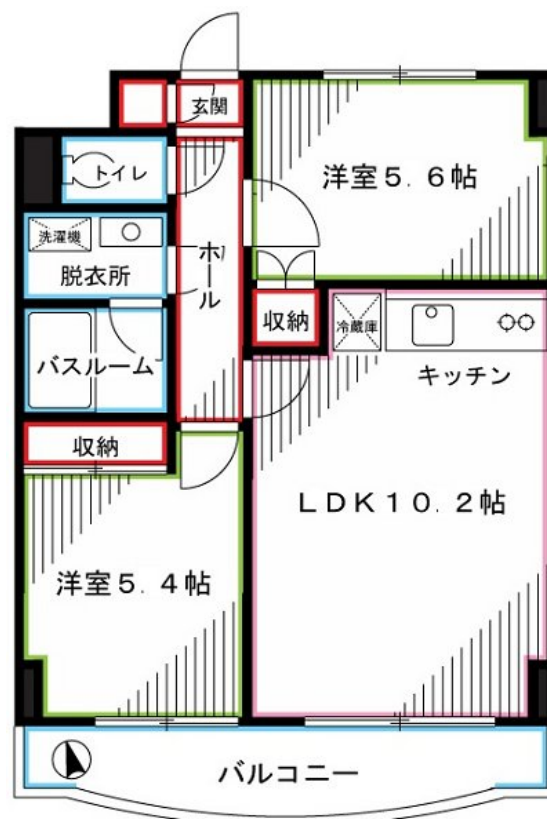 玄関
トイレ
洋室5.6帖
洗濯機
脱衣所
ホール
収納
冷蔵庫
キッチン
バスルーム
収納
LDK10.2帖
洋室5.4帖
バルコニー